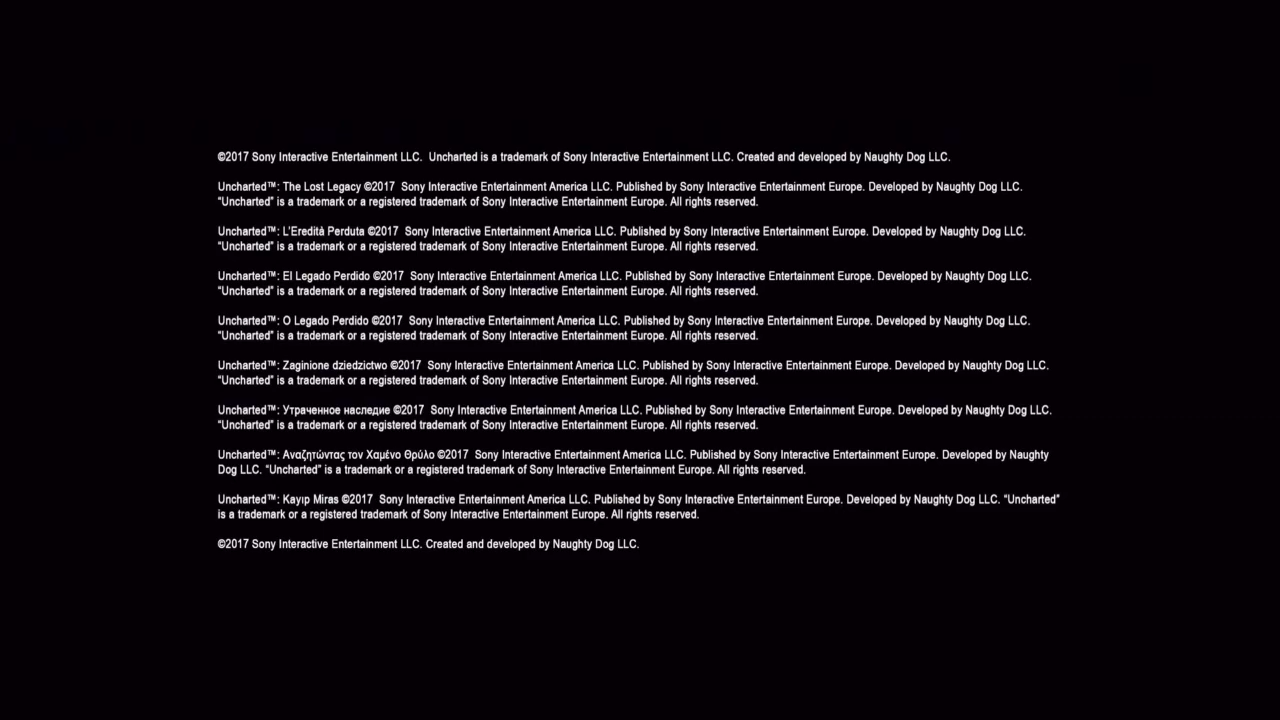 ©2017 Sony Interactive Entertainment LLC.  Uncharted is a trademark of Sony Interactive Entertainment LLC. Created and developed by Naughty Dog LLC.
Uncharted™: The Lost Legacy ©2017  Sony Interactive Entertainment America LLC. Published by Sony Interactive Entertainment Europe. Developed by Naughty Dog LLC.
“Uncharted” is a trademark or a registered trademark of Sony Interactive Entertainment Europe. All rights reserved.
Uncharted™: L’Eredità Perduta ©2017  Sony Interactive Entertainment America LLC. Published by Sony Interactive Entertainment Europe. Developed by Naughty Dog LLC.
“Uncharted” is a trademark or a registered trademark of Sony Interactive Entertainment Europe. All rights reserved.
Uncharted™: El Legado Perdido ©2017  Sony Interactive Entertainment America LLC. Published by Sony Interactive Entertainment Europe. Developed by Naughty Dog LLC.
“Uncharted” is a trademark or a registered trademark of Sony Interactive Entertainment Europe. All rights reserved.
Uncharted™: O Legado Perdido ©2017  Sony Interactive Entertainment America LLC. Published by Sony Interactive Entertainment Europe. Developed by Naughty Dog LLC.
“Uncharted” is a trademark or a registered trademark of Sony Interactive Entertainment Europe. All rights reserved.
Uncharted™: Zaginione dziedzictwo ©2017  Sony Interactive Entertainment America LLC. Published by Sony Interactive Entertainment Europe. Developed by Naughty Dog LLC.
“Uncharted” is a trademark or a registered trademark of Sony Interactive Entertainment Europe. All rights reserved.
Uncharted™: Утраченное наследие ©2017  Sony Interactive Entertainment America LLC. Published by Sony Interactive Entertainment Europe. Developed by Naughty Dog LLC.
“Uncharted” is a trademark or a registered trademark of Sony Interactive Entertainment Europe. All rights reserved.
Uncharted™: Αναζητώντας τον Χαμένο Θρύλο ©2017  Sony Interactive Entertainment America LLC. Published by Sony Interactive Entertainment Europe. Developed by Naughty
Dog LLC. “Uncharted” is a trademark or a registered trademark of Sony Interactive Entertainment Europe. All rights reserved.
Uncharted™: Kayıp Miras ©2017  Sony Interactive Entertainment America LLC. Published by Sony Interactive Entertainment Europe. Developed by Naughty Dog LLC. “Uncharted”
is a trademark or a registered trademark of Sony Interactive Entertainment Europe. All rights reserved.
©2017 Sony Interactive Entertainment LLC. Created and developed by Naughty Dog LLC.